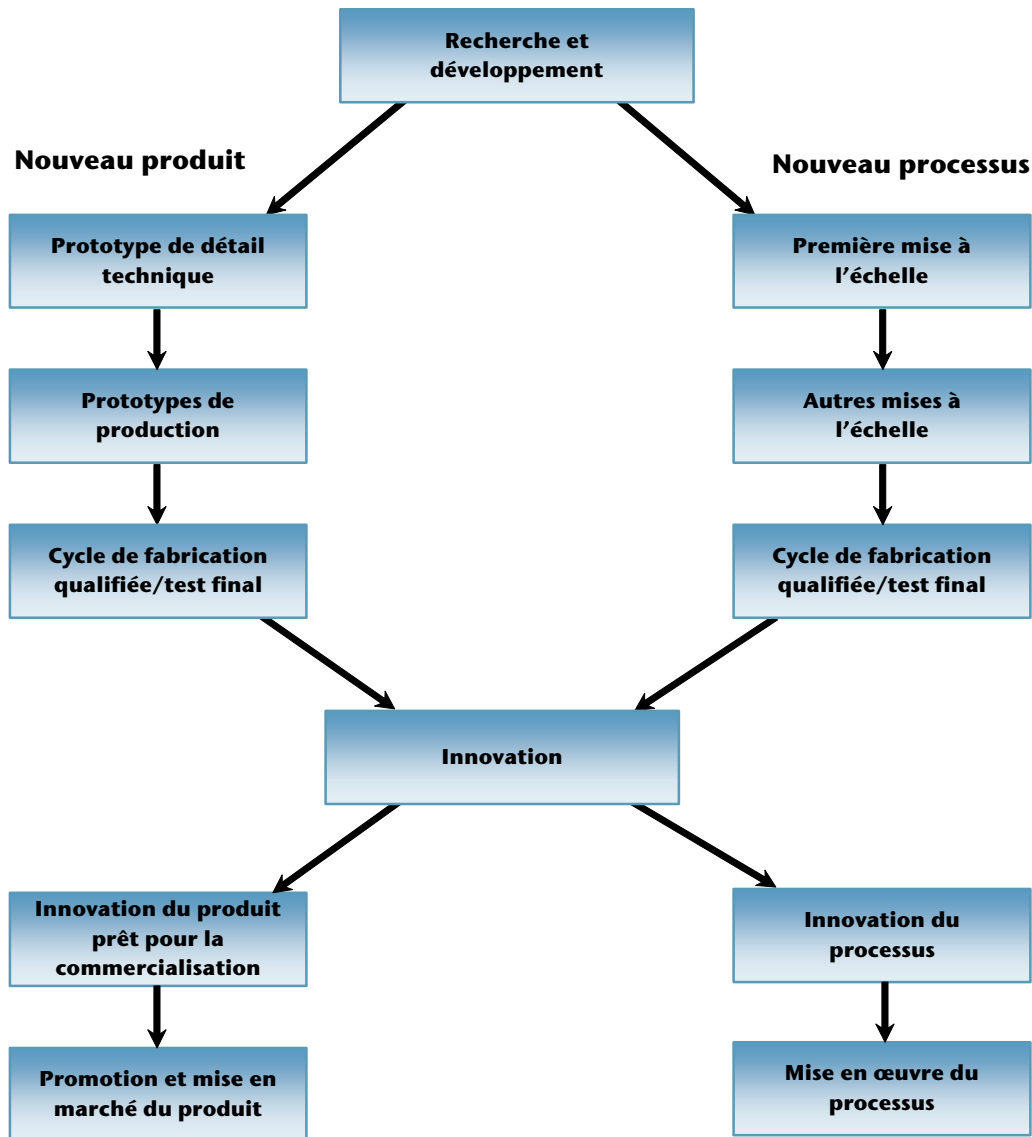 Recherche et
développement
Nouveau produit
Nouveau processus
Prototype de détail
technique
Première mise à
l'échelle
Prototypes de
production
Autres mises à
l'échelle
Cycle de fabrication
qualifiée/test final
Cycle de fabrication
qualifiée/test final
Innovation
Innovation du produit
prêt pour la
commercialisation
Innovation du
processus
Promotion et mise en
marché du produit
Mise en œuvre du
processus